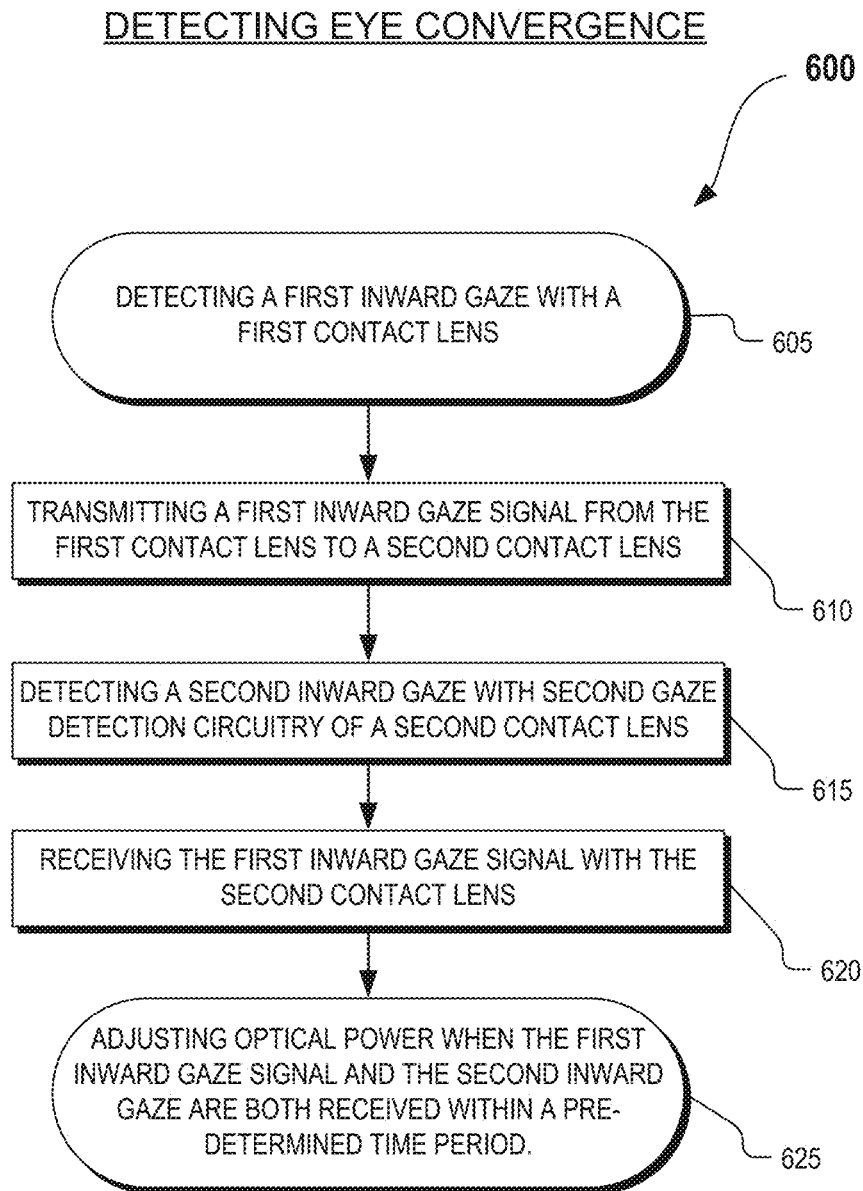 DETECTING EYE CONVERGENCE
600
DETECTING A FIRST INWARD GAZE WITH A
FIRST CONTACT LENS
605
TRANSMITTING A FIRST INWARD GAZE SIGNAL FROM THE
FIRST CONTACT LENS TO A SECOND CONTACT LENS
610
DETECTING A SECOND INWARD GAZE WITH SECOND GAZE
DETECTION CIRCUITRY OF A SECOND CONTACT LENS
615
RECEIVING THE FIRST INWARD GAZE SIGNAL WITH THE
SECOND CONTACT LENS
620
ADJUSTING OPTICAL POWER WHEN THE FIRST
INWARD GAZE SIGNAL AND THE SECOND INWARD
GAZE ARE BOTH RECEIVED WITHIN A PRE-
DETERMINED TIME PERIOD.
625